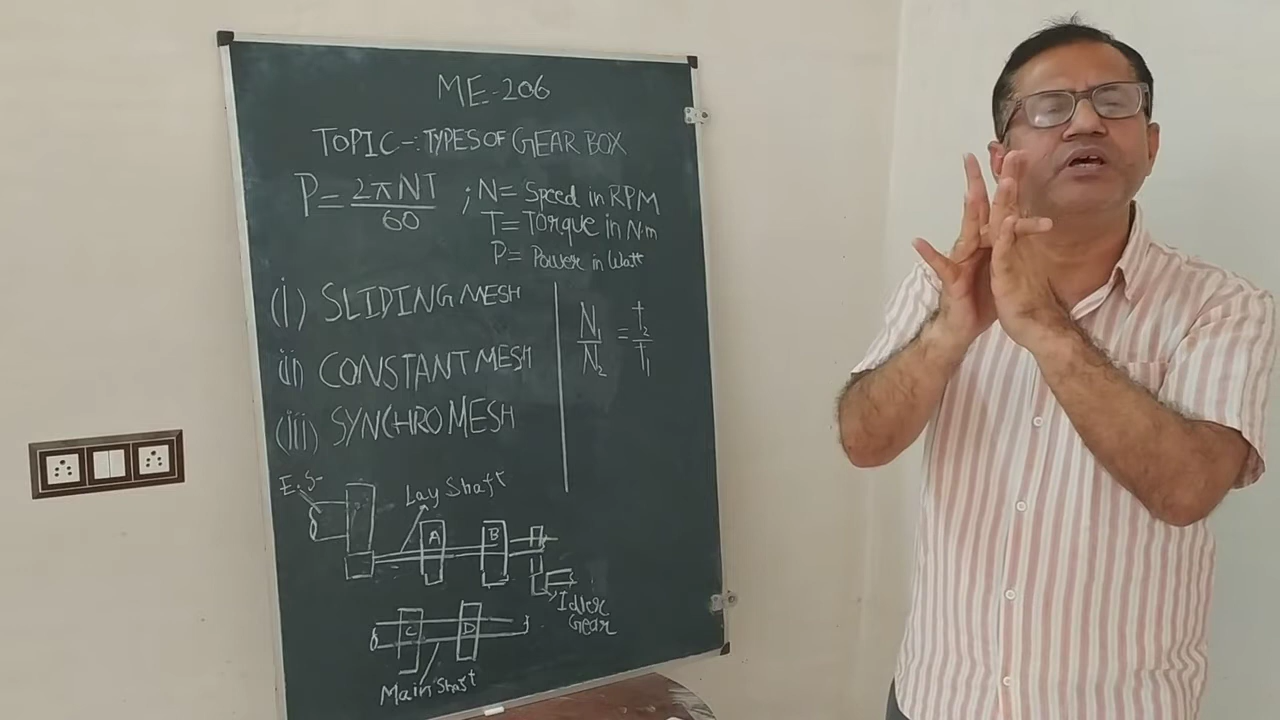 ME-206
TOPIC-: TYPES OF GEAR BOX
P= 2πNT/60 ; N= Speed in RPM
T= Torque in N.m
P= Power in Watt
(i) SLIDING MESH
(ii) CONSTANT MESH
(iii) SYNCHROMESH
N₁/N₂ = t₂/t₁
E.S-
Lay Shaft
A
B
Idler
Gear
C
D
Main Shaft